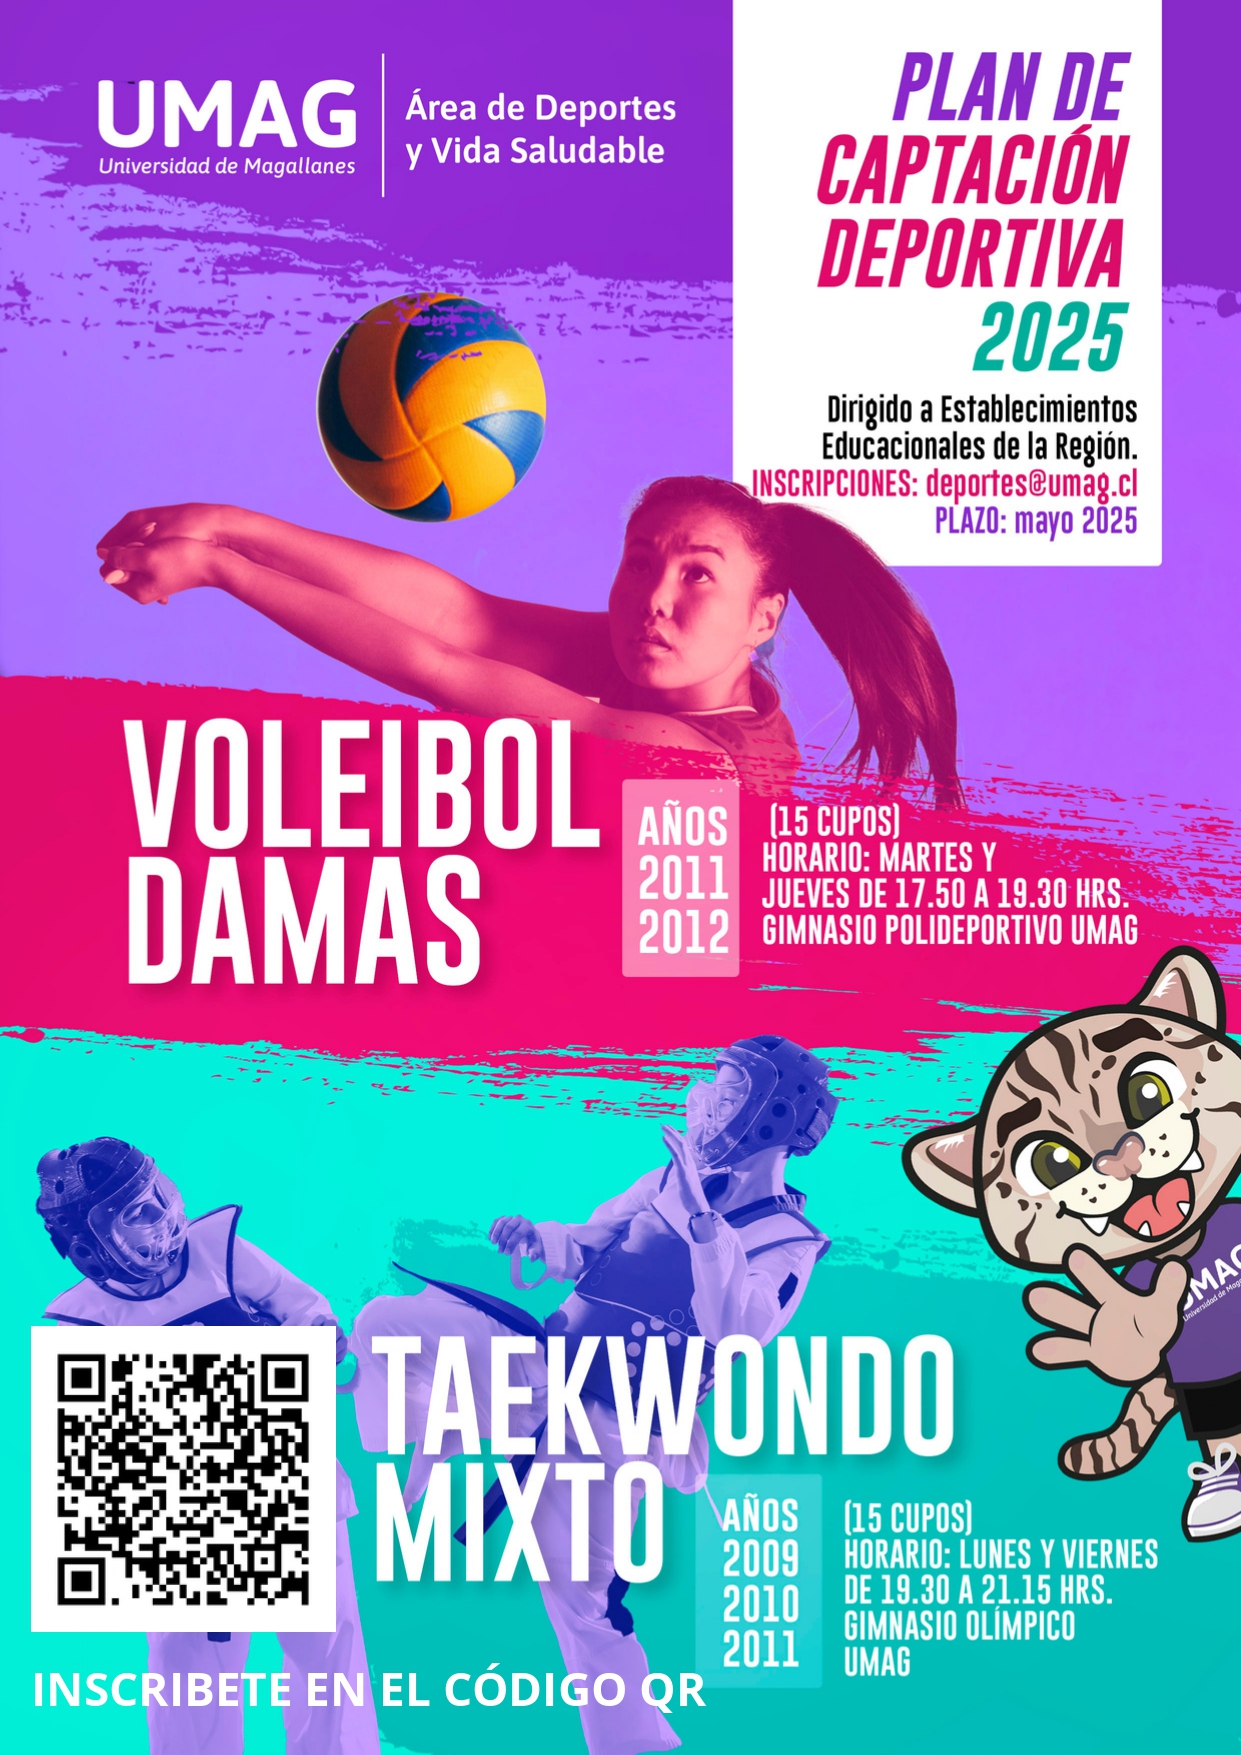 UMAG
Universidad de Magallanes
Área de Deportes
y Vida Saludable
PLAN DE
CAPTACIÓN
DEPORTIVA
2025
Dirigido a Establecimientos
Educacionales de la Región.
INSCRIPCIONES: deportes@umag.cl
PLAZO: mayo 2025
VOLEIBOL
DAMAS
AÑOS
2011
2012
(15 CUPOS)
HORARIO: MARTES Y
JUEVES DE 17.50 A 19.30 HRS.
GIMNASIO POLIDEPORTIVO UMAG
UMAG
TAEKWONDO
MIXTO
AÑOS
2009
2010
2011
(15 CUPOS)
HORARIO: LUNES Y VIERNES
DE 19.30 A 21.15 HRS.
GIMNASIO OLÍMPICO
UMAG
INSCRIBETE EN EL CÓDIGO QR